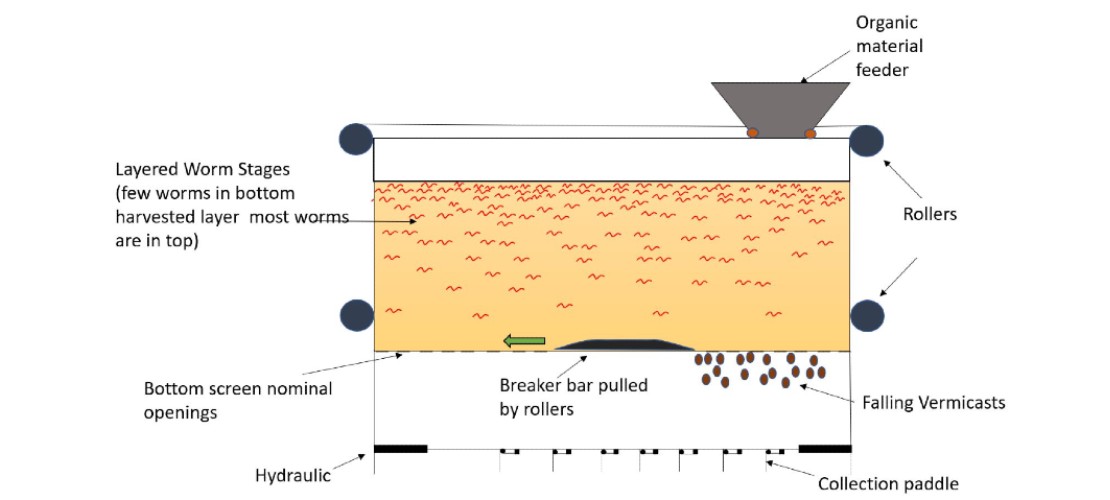 Organic
material
feeder
Layered Worm Stages
(few worms in bottom
harvested layer most worms
are in top)
Rollers
Bottom screen nominal
openings
Breaker bar pulled
by rollers
Falling Vermicasts
Hydraulic
Collection paddle